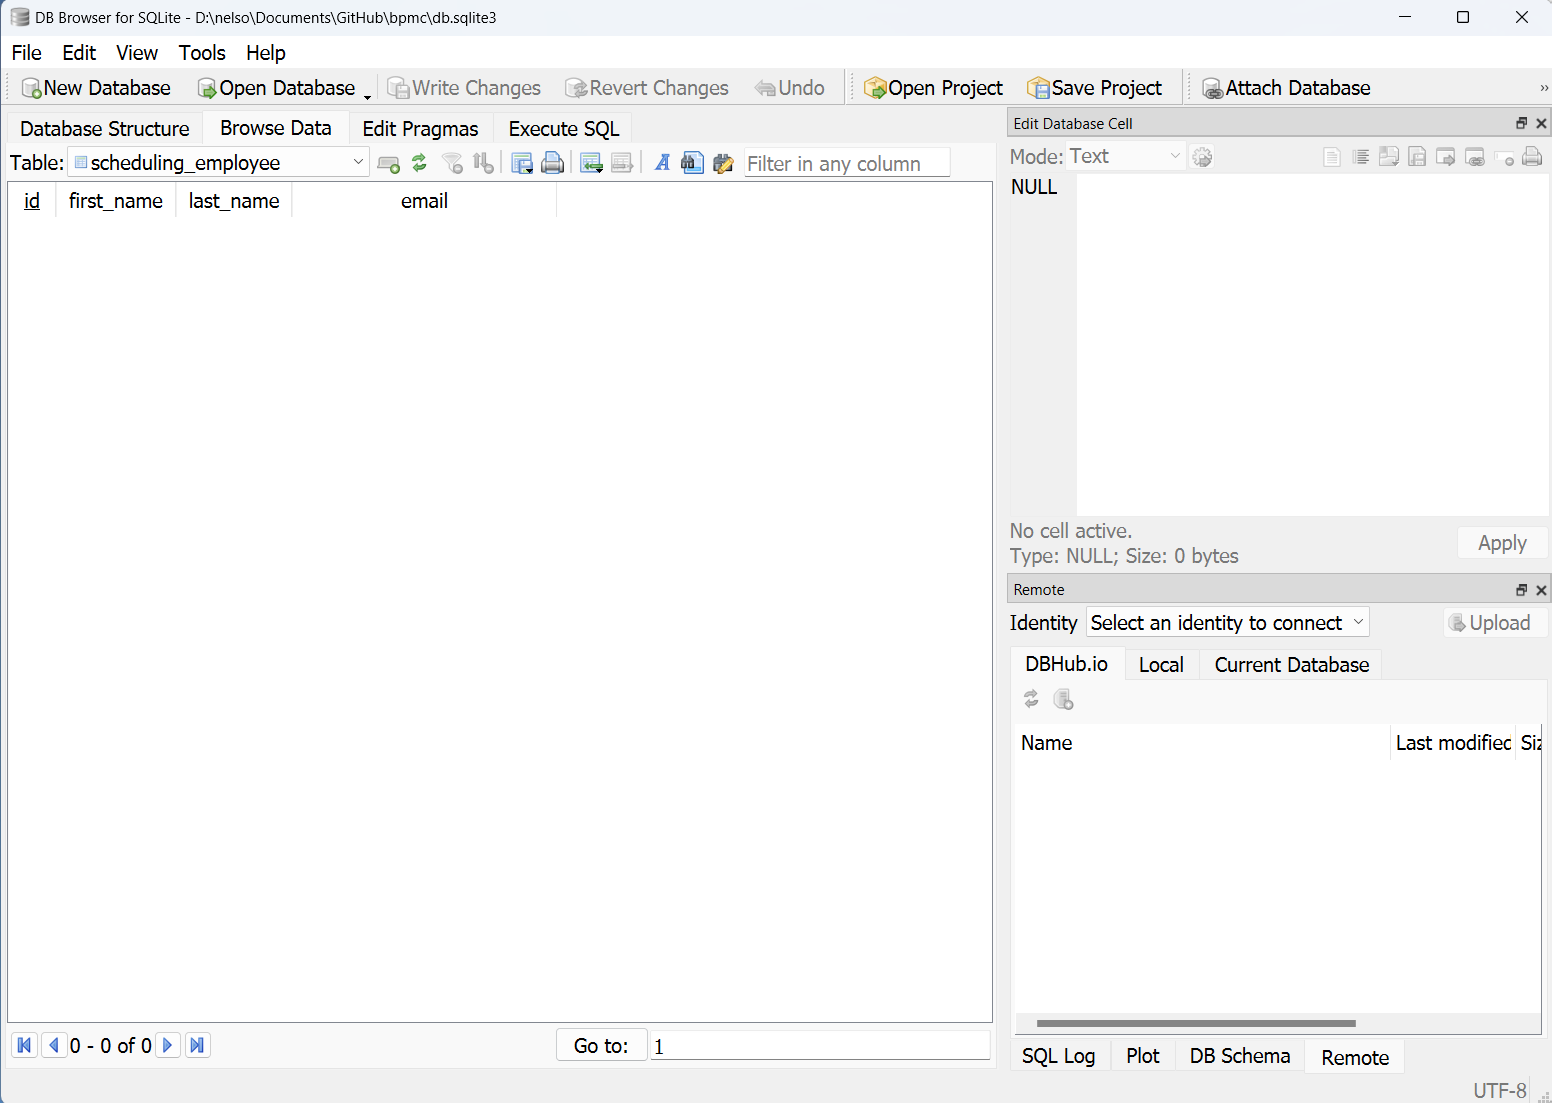 DB Browser for SQLite - D:\nelso\Documents\GitHub\bpmc\db.sqlite3
File Edit View Tools Help
New Database Open Database Write Changes Revert Changes Undo Open Project Save Project Attach Database »
Database Structure Browse Data Edit Pragmas Execute SQL
Table: scheduling_employee Filter in any column
id first_name last_name email
0 - 0 of 0 Go to: 1
Edit Database Cell
Mode: Text
NULL
No cell active.
Type: NULL; Size: 0 bytes
Apply
Remote
Identity Select an identity to connect Upload
DBHub.io Local Current Database
Name Last modified Siz
SQL Log Plot DB Schema Remote
UTF-8